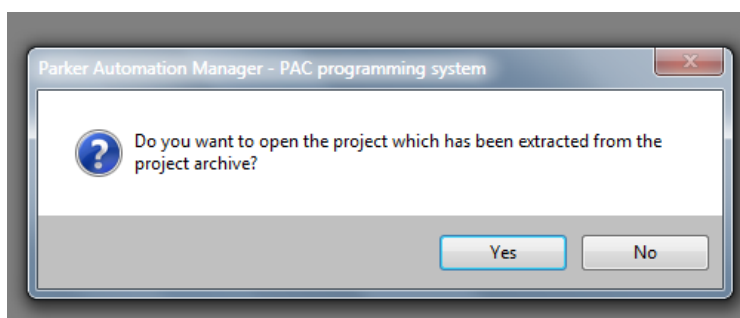 Parker Automation Manager - PAC programming system
Do you want to open the project which has been extracted from the
project archive?
Yes
No